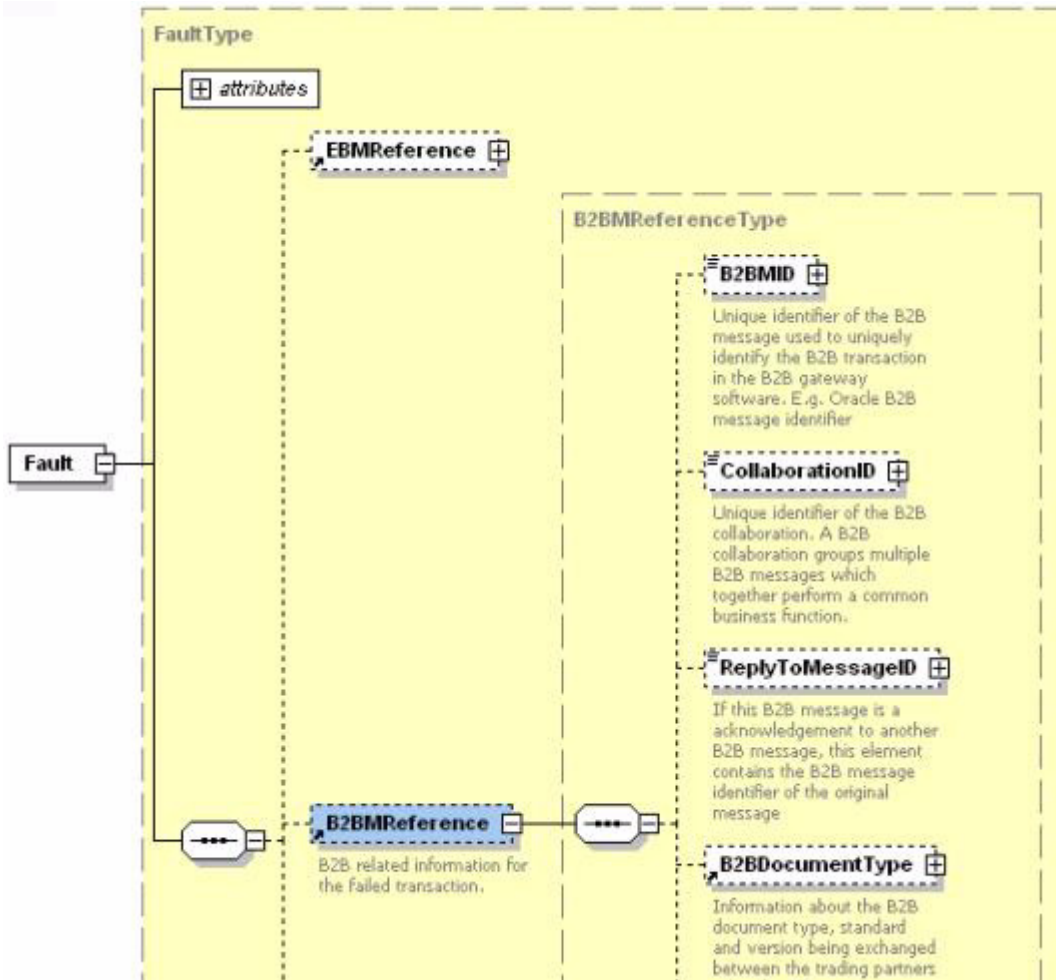 FaultType
attributes
EBMReference
B2BMReferenceType
B2BMID
Unique identifier of the B2B
message used to uniquely
identify the B2B transaction
in the B2B gateway
software. E.g. Oracle B2B
message identifier
Fault
CollaborationID
Unique identifier of the B2B
collaboration. A B2B
collaboration groups multiple
B2B messages which
together perform a common
business function.
ReplyToMessageID
If this B2B message is a
acknowledgement to another
B2B message, this element
contains the B2B message
identifier of the original
message
B2BMReference
B2B related information for
the failed transaction.
B2BDocumentType
Information about the B2B
document type, standard
and version being exchanged
between the trading partners